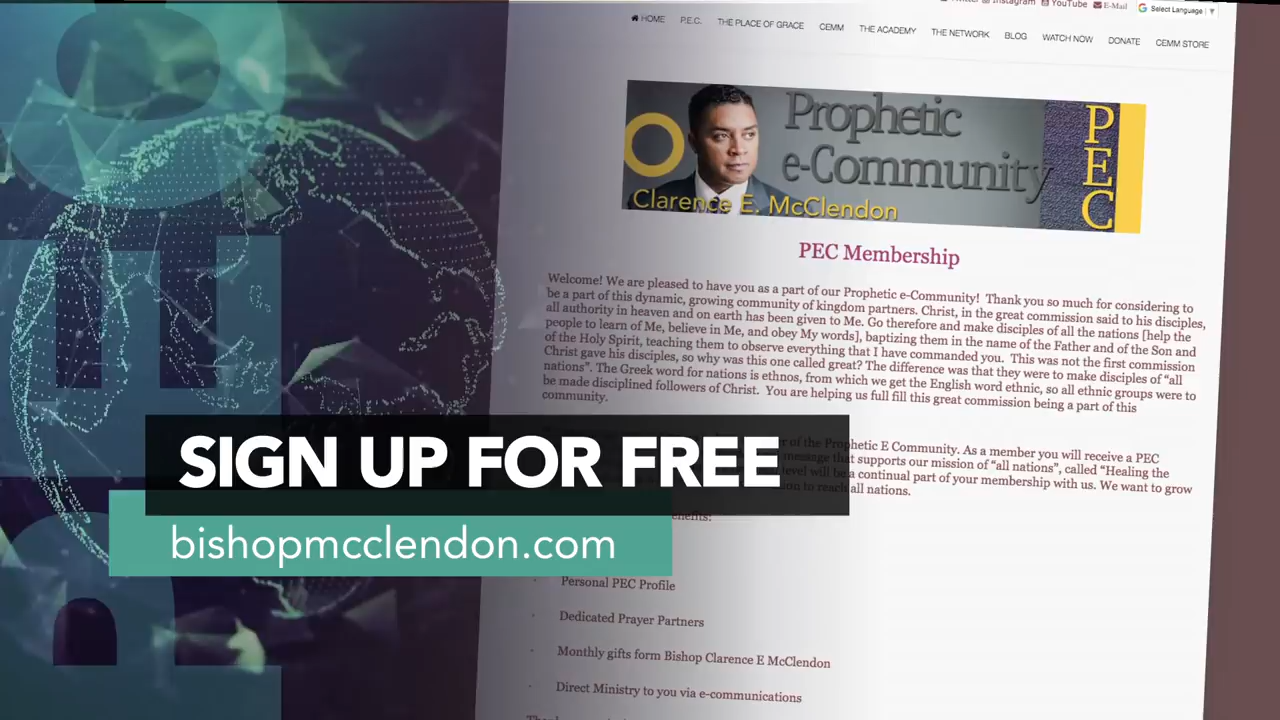 Instagram YouTube E-Mail Select Language
HOME P.E.C. THE PLACE OF GRACE CEMM THE ACADEMY THE NETWORK BLOG WATCH NOW DONATE CEMM STORE
Prophetic
e-Community
Clarence E. McClendon
PEC
PEC Membership
Welcome! We are pleased to have you as a part of our Prophetic e-Community! Thank you so much for considering to
be a part of this dynamic, growing community of kingdom partners. Christ, in the great commission said to his disciples,
all authority in heaven and on earth has been given to Me. Go therefore and make disciples of all the nations [help the
people to learn of Me, believe in Me, and obey My words], baptizing them in the name of the Father and of the Son and
of the Holy Spirit, teaching them to observe everything that I have commanded you. This was not the first commission
Christ gave his disciples, so why was this one called great? The difference was that they were to make disciples of “all
nations”. The Greek word for nations is ethnos, from which we get the English word ethnic, so all ethnic groups were to
be made disciplined followers of Christ. You are helping us full fill this great commission being a part of this
community.
of the Prophetic E Community. As a member you will receive a PEC
message that supports our mission of “all nations”, called “Healing the
level will be a continual part of your membership with us. We want to grow
to reach all nations.
SIGN UP FOR FREE
bishopmcclendon.com
· Personal PEC Profile
· Dedicated Prayer Partners
· Monthly gifts form Bishop Clarence E McClendon
· Direct Ministry to you via e-communications